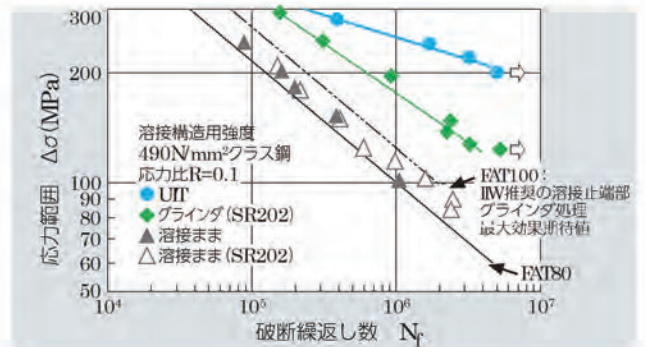 300
200
100
90
80
70
60
50
応力範囲 Δσ(MPa)
溶接構造用強度
490N/mm²クラス鋼
応力比R=0.1
UIT
グラインダ(SR202)
溶接まま
溶接まま(SR202)
FAT100：
IIW推奨の溶接止端部
グラインダ処理
最大効果期待値
FAT80
10⁴ 10⁵ 10⁶ 10⁷
破断繰返し数 Nf